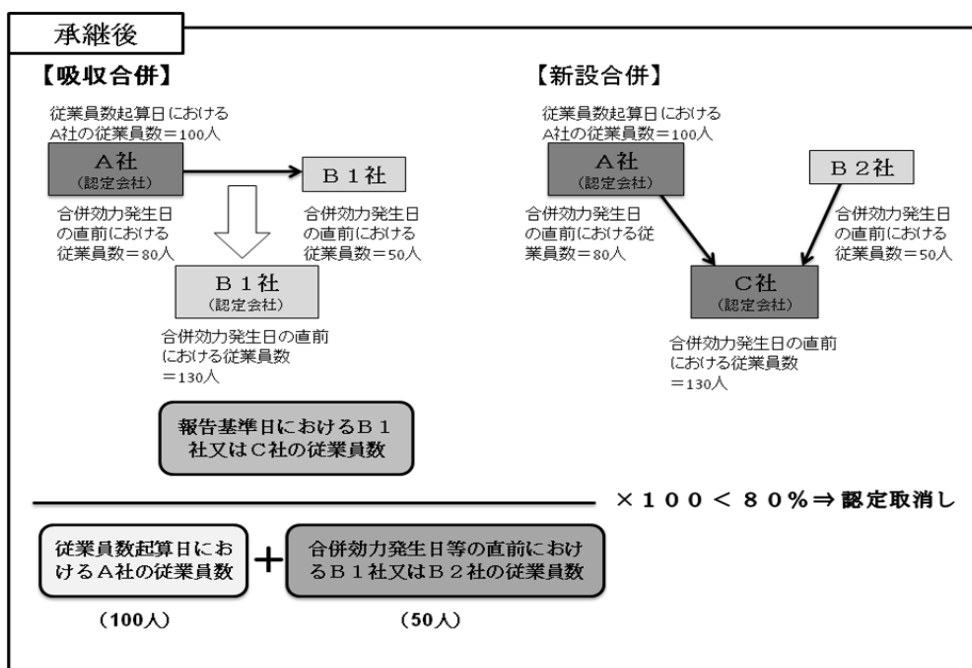 承継後
【吸収合併】
従業員数起算日における
A社の従業員数＝100人
A社
(認定会社)
B1社
合併効力発生日
の直前における
従業員数＝80人
合併効力発生日
の直前における
従業員数＝50人
B1社
(認定会社)
合併効力発生日の直前
における従業員数
＝130人
【新設合併】
従業員数起算日における
A社の従業員数＝100人
A社
(認定会社)
B2社
合併効力発生日
の直前における従
業員数＝80人
合併効力発生日
の直前における
従業員数＝50人
C社
(認定会社)
合併効力発生日の直前
における従業員数
＝130人
報告基準日におけるB1
社又はC社の従業員数
×100＜80%⇒認定取消し
従業員数起算日にお
けるA社の従業員数
+
合併効力発生日等の直前におけ
るB1社又はB2社の従業員数
(100人)
(50人)